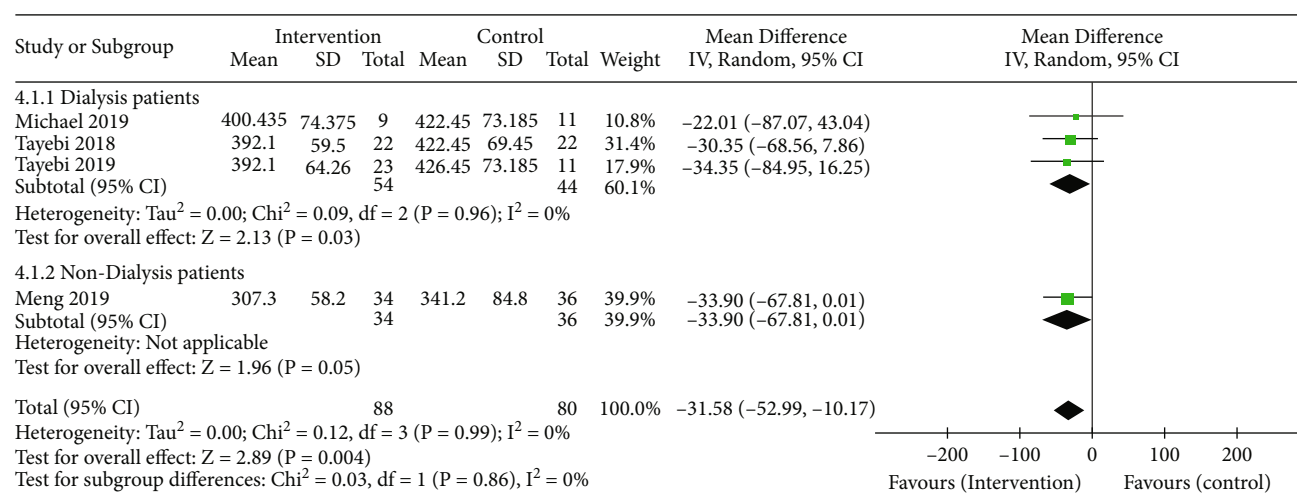 Study or Subgroup Intervention Control Mean Difference Mean Difference
Mean SD Total Mean SD Total Weight IV, Random, 95% CI IV, Random, 95% CI
4.1.1 Dialysis patients
Michael 2019 400.435 74.375 9 422.45 73.185 11 10.8% –22.01 (–87.07, 43.04)
Tayebi 2018 392.1 59.5 22 422.45 69.45 22 31.4% –30.35 (–68.56, 7.86)
Tayebi 2019 392.1 64.26 23 426.45 73.185 11 17.9% –34.35 (–84.95, 16.25)
Subtotal (95% CI) 54 44 60.1%
Heterogeneity: Tau² = 0.00; Chi² = 0.09, df = 2 (P = 0.96); I² = 0%
Test for overall effect: Z = 2.13 (P = 0.03)
4.1.2 Non-Dialysis patients
Meng 2019 307.3 58.2 34 341.2 84.8 36 39.9% –33.90 (–67.81, 0.01)
Subtotal (95% CI) 34 36 39.9% –33.90 (–67.81, 0.01)
Heterogeneity: Not applicable
Test for overall effect: Z = 1.96 (P = 0.05)
Total (95% CI) 88 80 100.0% –31.58 (–52.99, –10.17)
Heterogeneity: Tau² = 0.00; Chi² = 0.12, df = 3 (P = 0.99); I² = 0%
Test for overall effect: Z = 2.89 (P = 0.004)
Test for subgroup differences: Chi² = 0.03, df = 1 (P = 0.86), I² = 0%
–200 –100 0 100 200
Favours (Intervention) Favours (control)